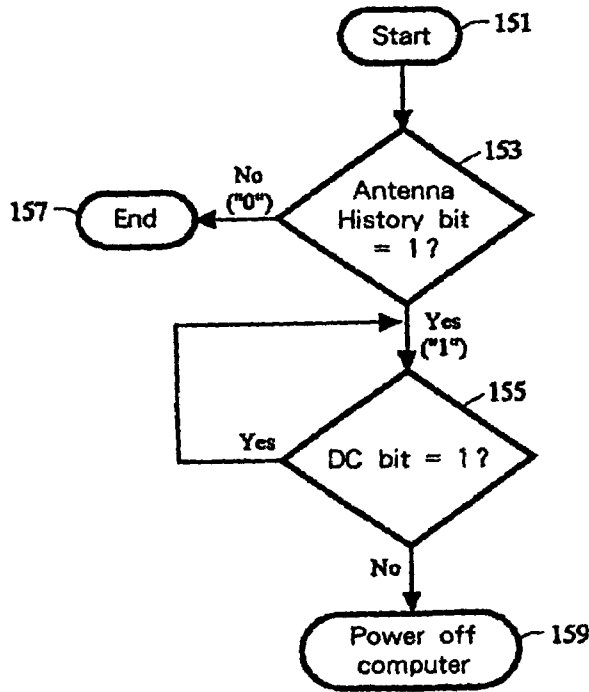 Start
151
153
Antenna
History bit
= 1?
No
("0")
157
End
Yes
("1")
155
DC bit = 1?
Yes
No
Power off
computer
159